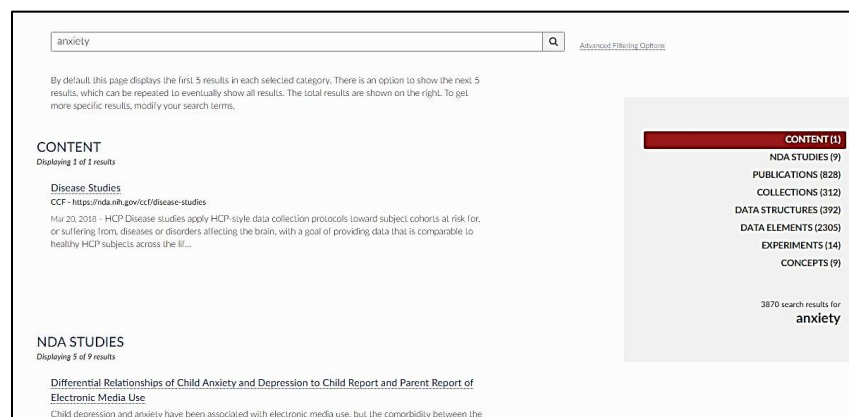 anxiety
Advanced Filtering Options
By default this page displays the first 5 results in each selected category. There is an option to show the next 5
results, which can be repeated to eventually show all results. The total results are shown on the right. To get
more specific results, modify your search terms.
CONTENT
Displaying 1 of 1 results
Disease Studies
CCF - https://nda.nih.gov/ccf/disease-studies
Mar 20, 2018 - HCP Disease studies apply HCP-style data collection protocols toward subject cohorts at risk for,
or suffering from, diseases or disorders affecting the brain, with a goal of providing data that is comparable to
healthy HCP subjects across the lif...
NDA STUDIES
Displaying 5 of 9 results
Differential Relationships of Child Anxiety and Depression to Child Report and Parent Report of
Electronic Media Use
Child depression and anxiety have been associated with electronic media use, but the comorbidity between the
CONTENT (1)
NDA STUDIES (9)
PUBLICATIONS (828)
COLLECTIONS (312)
DATA STRUCTURES (392)
DATA ELEMENTS (2305)
EXPERIMENTS (14)
CONCEPTS (9)
3870 search results for
anxiety